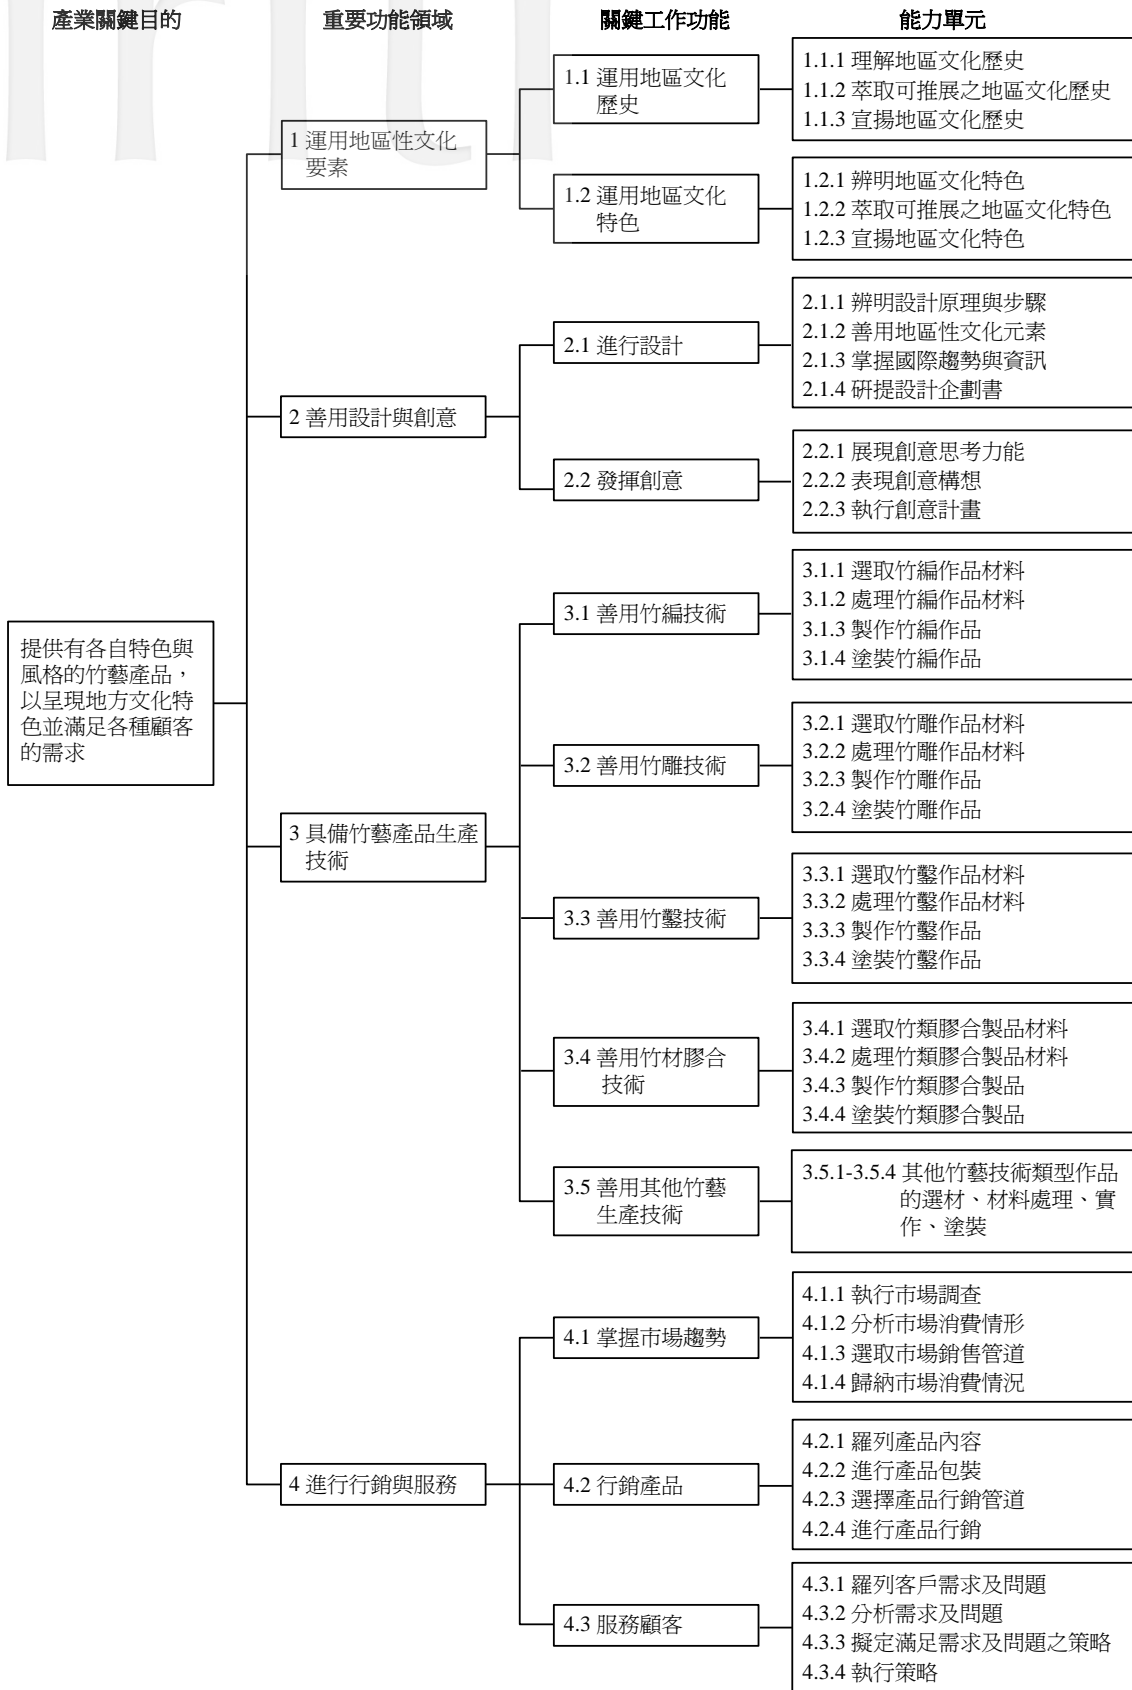 產業關鍵目的
重要功能領域
關鍵工作功能
能力單元
提供有各自特色與
風格的竹藝產品，
以呈現地方文化特
色並滿足各種顧客
的需求
1 運用地區性文化
要素
1.1 運用地區文化
歷史
1.1.1 理解地區文化歷史
1.1.2 萃取可推展之地區文化歷史
1.1.3 宣揚地區文化歷史
1.2 運用地區文化
特色
1.2.1 辨明地區文化特色
1.2.2 萃取可推展之地區文化特色
1.2.3 宣揚地區文化特色
2 善用設計與創意
2.1 進行設計
2.1.1 辨明設計原理與步驟
2.1.2 善用地區性文化元素
2.1.3 掌握國際趨勢與資訊
2.1.4 研提設計企劃書
2.2 發揮創意
2.2.1 展現創意思考力能
2.2.2 表現創意構想
2.2.3 執行創意計畫
3 具備竹藝產品生產
技術
3.1 善用竹編技術
3.1.1 選取竹編作品材料
3.1.2 處理竹編作品材料
3.1.3 製作竹編作品
3.1.4 塗裝竹編作品
3.2 善用竹雕技術
3.2.1 選取竹雕作品材料
3.2.2 處理竹雕作品材料
3.2.3 製作竹雕作品
3.2.4 塗裝竹雕作品
3.3 善用竹鑿技術
3.3.1 選取竹鑿作品材料
3.3.2 處理竹鑿作品材料
3.3.3 製作竹鑿作品
3.3.4 塗裝竹鑿作品
3.4 善用竹材膠合
技術
3.4.1 選取竹類膠合製品材料
3.4.2 處理竹類膠合製品材料
3.4.3 製作竹類膠合製品
3.4.4 塗裝竹類膠合製品
3.5 善用其他竹藝
生產技術
3.5.1-3.5.4 其他竹藝技術類型作品
的選材、材料處理、實
作、塗裝
4 進行行銷與服務
4.1 掌握市場趨勢
4.1.1 執行市場調查
4.1.2 分析市場消費情形
4.1.3 選取市場銷售管道
4.1.4 歸納市場消費情況
4.2 行銷產品
4.2.1 羅列產品內容
4.2.2 進行產品包裝
4.2.3 選擇產品行銷管道
4.2.4 進行產品行銷
4.3 服務顧客
4.3.1 羅列客戶需求及問題
4.3.2 分析需求及問題
4.3.3 擬定滿足需求及問題之策略
4.3.4 執行策略